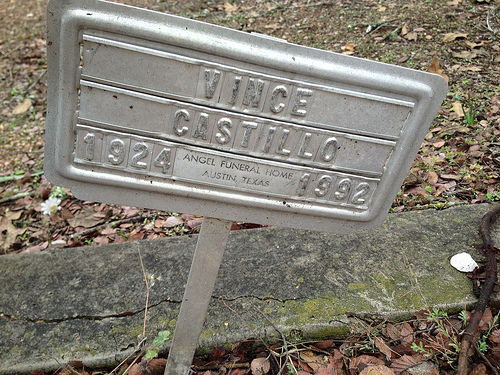 VINCE
CASTILLO
1924 ANGEL FUNERAL HOME 1992
AUSTIN, TEXAS